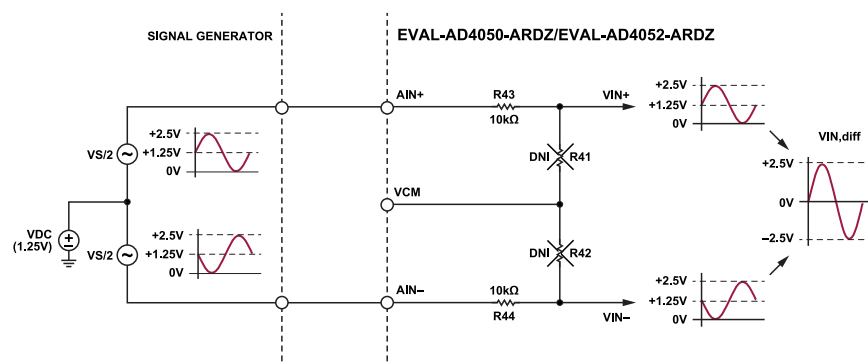 SIGNAL GENERATOR
EVAL-AD4050-ARDZ/EVAL-AD4052-ARDZ
AIN+
R43
10kΩ
VIN+
+2.5V
+1.25V
0V
VS/2
+2.5V
+1.25V
0V
DNI
R41
VIN,diff
+2.5V
0V
–2.5V
VCM
VDC
(1.25V)
VS/2
+2.5V
+1.25V
0V
DNI
R42
AIN–
10kΩ
R44
VIN–
+2.5V
+1.25V
0V